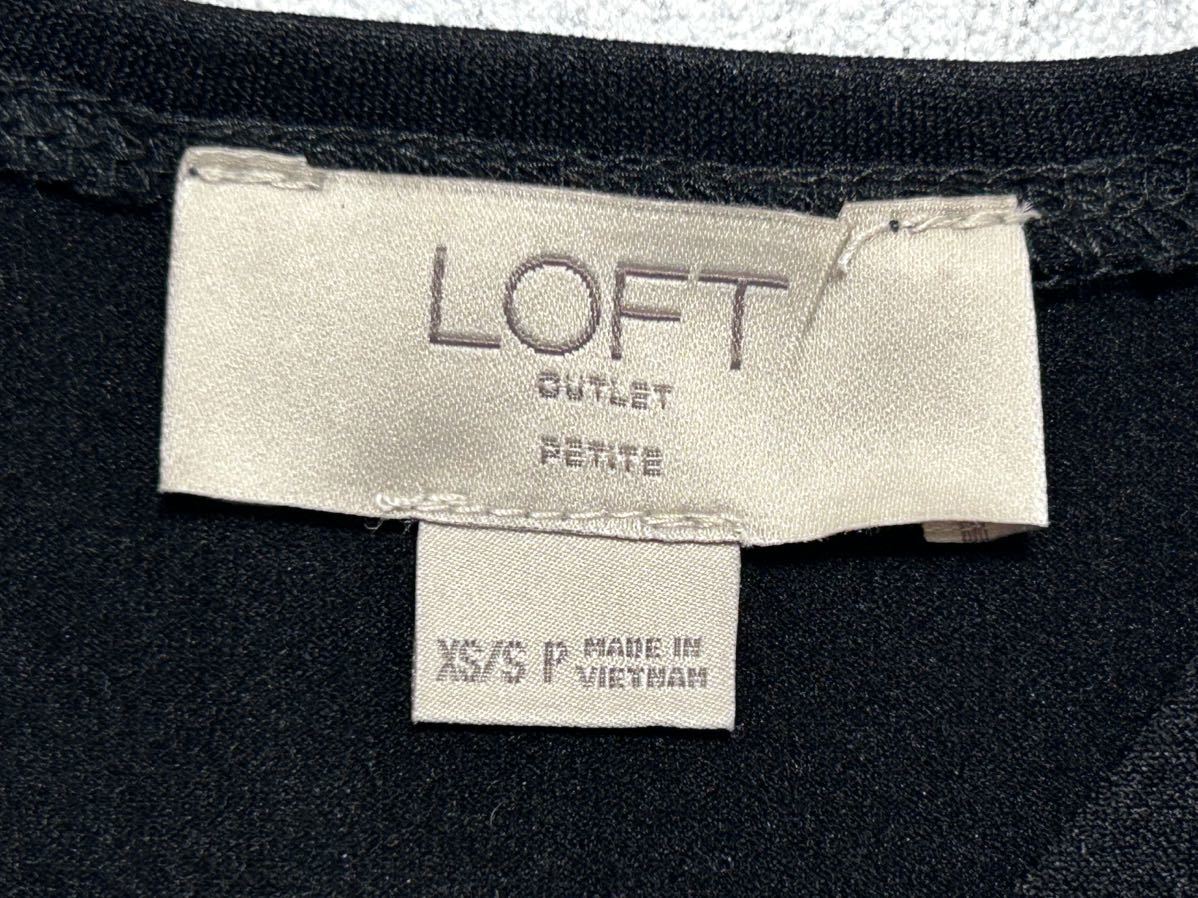 LOFT
OUTLET
PETITE
XS/S P MADE IN
VIETNAM